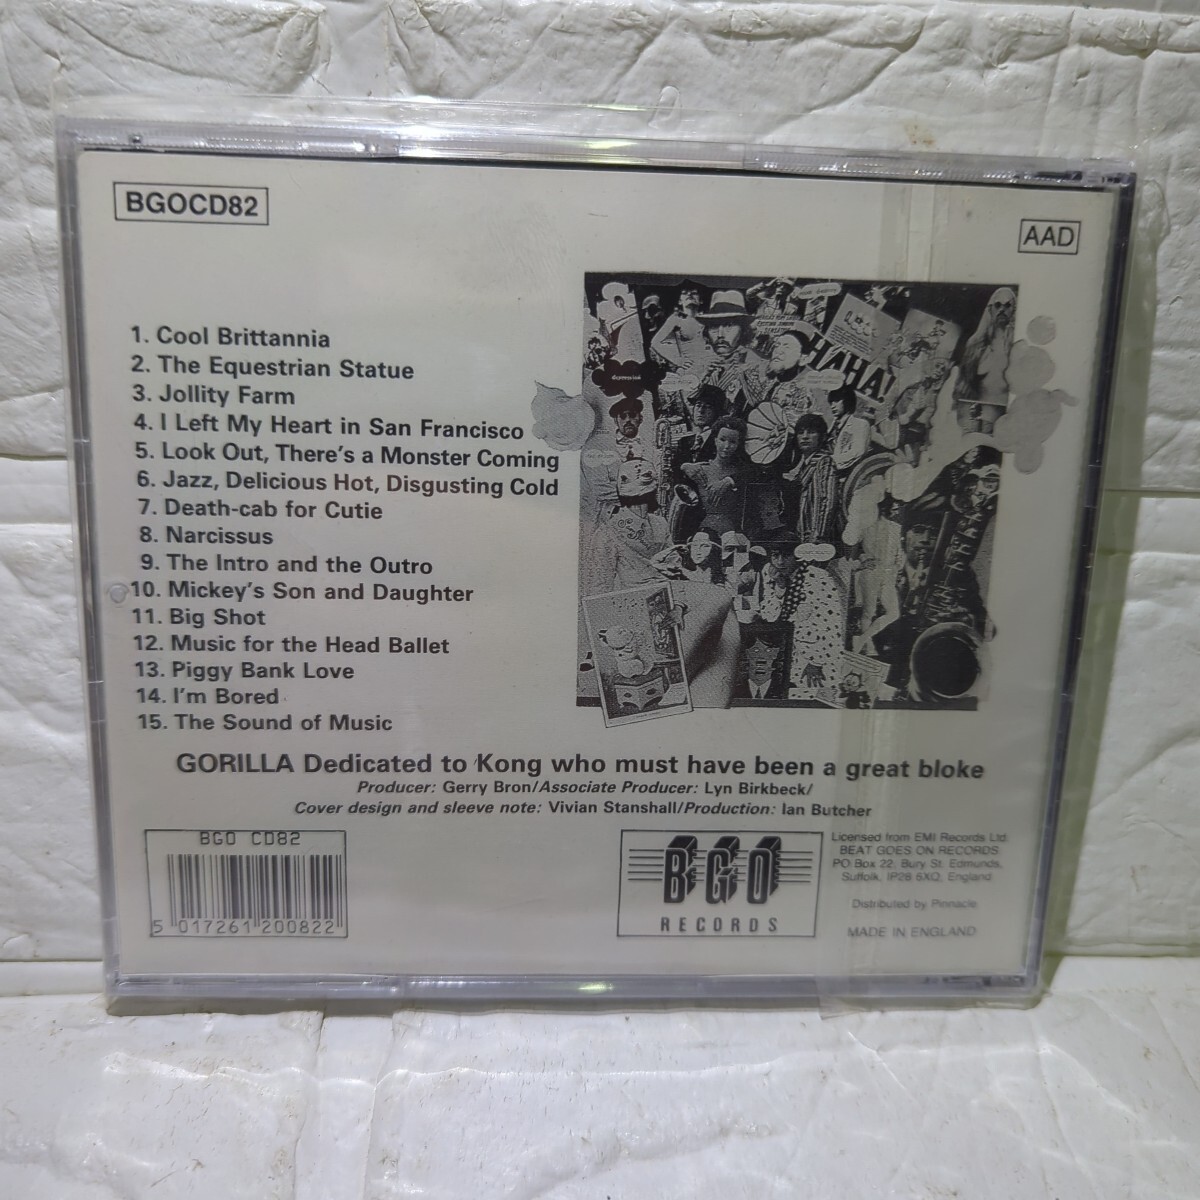 BGOCD82
AAD
1. Cool Brittannia
2. The Equestrian Statue
3. Jollity Farm
4. I Left My Heart in San Francisco
5. Look Out, There's a Monster Coming
6. Jazz, Delicious Hot, Disgusting Cold
7. Death-cab for Cutie
8. Narcissus
9. The Intro and the Outro
10. Mickey's Son and Daughter
11. Big Shot
12. Music for the Head Ballet
13. Piggy Bank Love
14. I'm Bored
15. The Sound of Music
HAHA!
GORILLA Dedicated to Kong who must have been a great bloke
Producer: Gerry Bron/Associate Producer: Lyn Birkbeck/
Cover design and sleeve note: Vivian Stanshall/Production: Ian Butcher
BGO CD82
5 017261 200822
BGO
RECORDS
Licensed from EMI Records Ltd.
BEAT GOES ON RECORDS
PO Box 22, Bury St. Edmunds,
Suffolk, IP28 6XQ, England
Distributed by Pinnacle
MADE IN ENGLAND